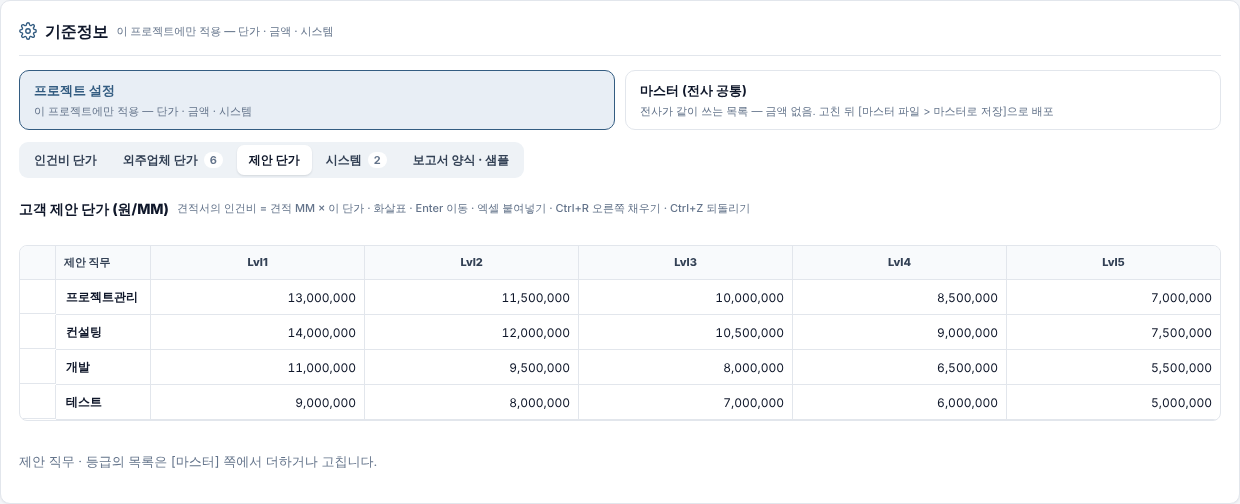 기준정보 이 프로젝트에만 적용 — 단가 · 금액 · 시스템
프로젝트 설정
이 프로젝트에만 적용 — 단가 · 금액 · 시스템
마스터 (전사 공통)
전사가 같이 쓰는 목록 — 금액 없음. 고친 뒤 [마스터 파일 > 마스터로 저장]으로 배포
인건비 단가 외주업체 단가 6 제안 단가 시스템 2 보고서 양식 · 샘플
고객 제안 단가 (원/MM) 견적서의 인건비 = 견적 MM × 이 단가 · 화살표 · Enter 이동 · 엑셀 붙여넣기 · Ctrl+R 오른쪽 채우기 · Ctrl+Z 되돌리기
제안 직무 Lvl1 Lvl2 Lvl3 Lvl4 Lvl5
프로젝트관리 13,000,000 11,500,000 10,000,000 8,500,000 7,000,000
컨설팅 14,000,000 12,000,000 10,500,000 9,000,000 7,500,000
개발 11,000,000 9,500,000 8,000,000 6,500,000 5,500,000
테스트 9,000,000 8,000,000 7,000,000 6,000,000 5,000,000
제안 직무 · 등급의 목록은 [마스터] 쪽에서 더하거나 고칩니다.